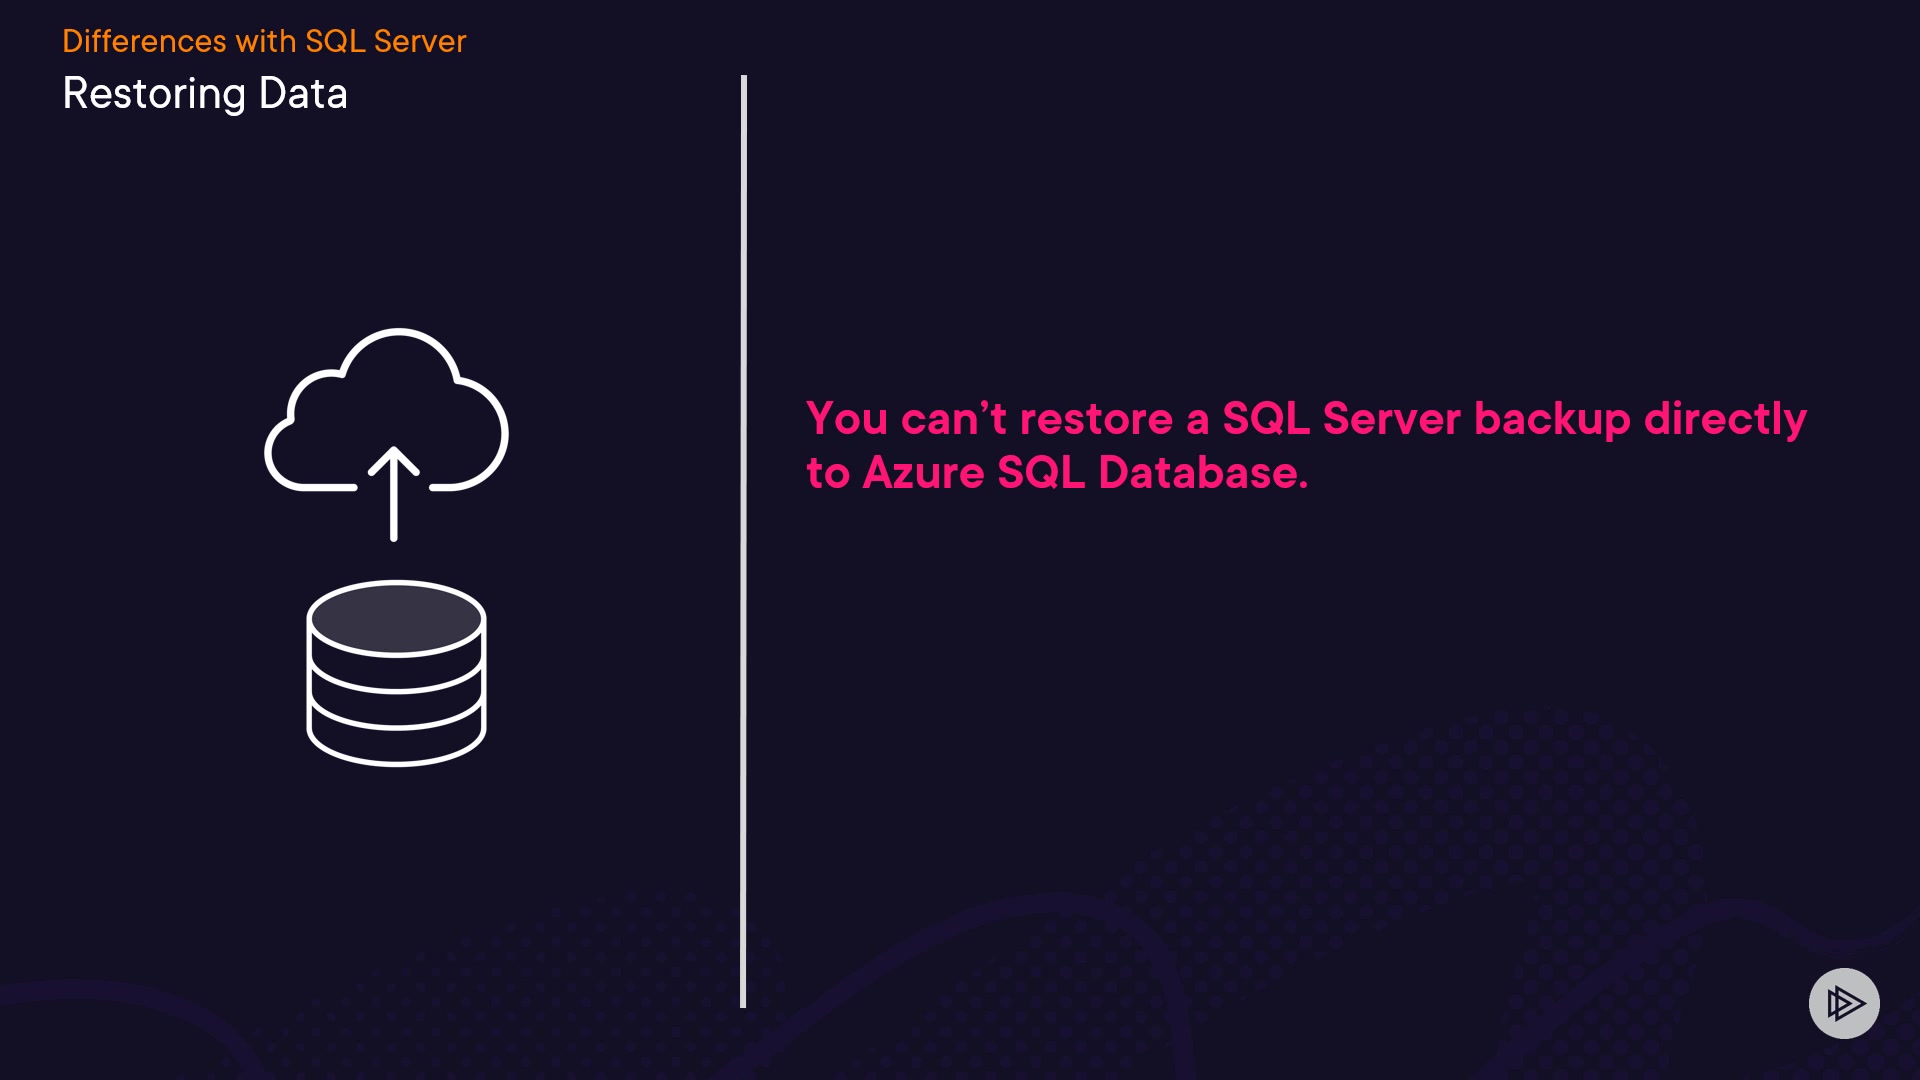 Differences with SQL Server
Restoring Data
You can’t restore a SQL Server backup directly
to Azure SQL Database.